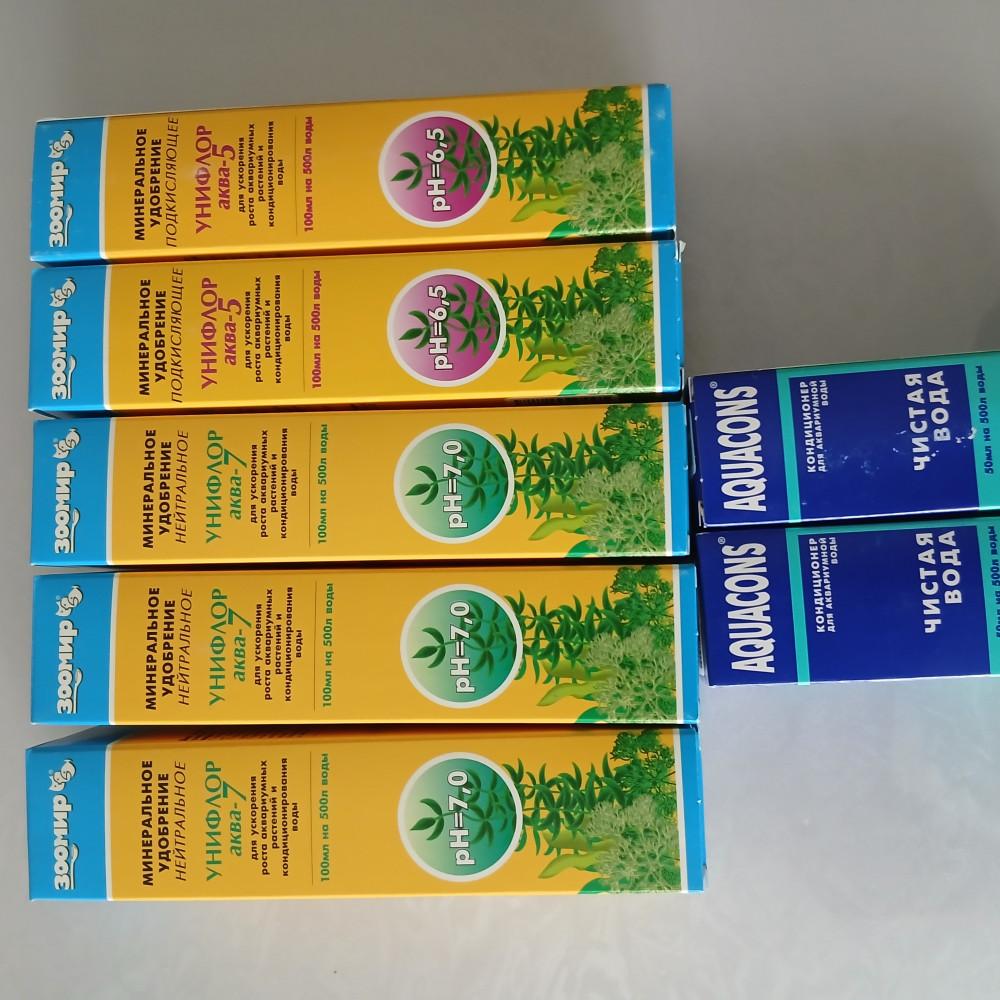 ЗООМИР
МИНЕРАЛЬНОЕ
УДОБРЕНИЕ
ПОДКИСЛЯЮЩЕЕ
УНИФЛОР
аква-5
для ускорения
роста аквариумных
растений и
кондиционирования
воды
100мл на 500л воды
pH=6,5
ЗООМИР
МИНЕРАЛЬНОЕ
УДОБРЕНИЕ
ПОДКИСЛЯЮЩЕЕ
УНИФЛОР
аква-5
для ускорения
роста аквариумных
растений и
кондиционирования
воды
100мл на 500л воды
pH=6,5
ЗООМИР
МИНЕРАЛЬНОЕ
УДОБРЕНИЕ
НЕЙТРАЛЬНОЕ
УНИФЛОР
аква-7
для ускорения
роста аквариумных
растений и
кондиционирования
воды
100мл на 500л воды
pH=7,0
ЗООМИР
МИНЕРАЛЬНОЕ
УДОБРЕНИЕ
НЕЙТРАЛЬНОЕ
УНИФЛОР
аква-7
для ускорения
роста аквариумных
растений и
кондиционирования
воды
100мл на 500л воды
pH=7,0
ЗООМИР
МИНЕРАЛЬНОЕ
УДОБРЕНИЕ
НЕЙТРАЛЬНОЕ
УНИФЛОР
аква-7
для ускорения
роста аквариумных
растений и
кондиционирования
воды
100мл на 500л воды
pH=7,0
AQUACONS®
КОНДИЦИОНЕР
ДЛЯ АКВАРИУМНОЙ
ВОДЫ
ЧИСТАЯ
ВОДА
50мл на 500л воды
AQUACONS®
КОНДИЦИОНЕР
ДЛЯ АКВАРИУМНОЙ
ВОДЫ
ЧИСТАЯ
ВОДА
50мл на 500л воды